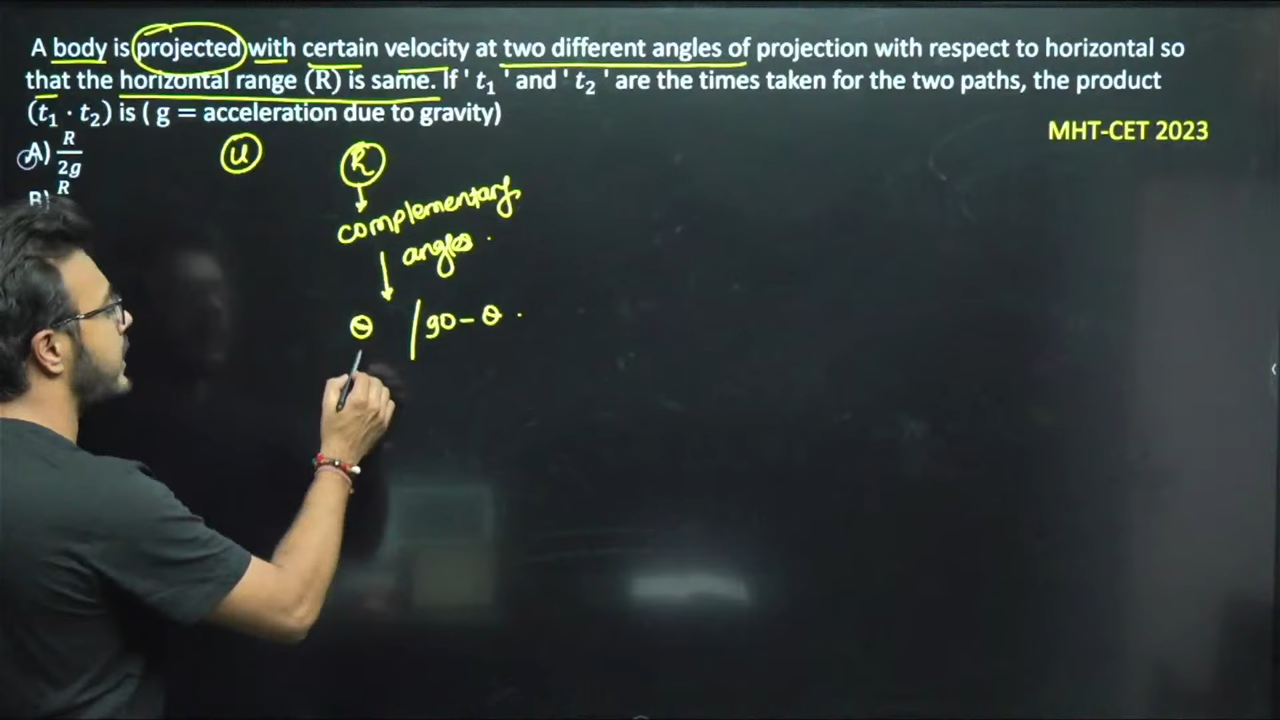 A body is projected with certain velocity at two different angles of projection with respect to horizontal so
that the horizontal range (R) is same. If ' t₁ ' and ' t₂ ' are the times taken for the two paths, the product
(t₁ · t₂) is ( g = acceleration due to gravity)
MHT-CET 2023
A) R/2g
B) R
u
R
complementary
angles.
θ / 90 - θ .